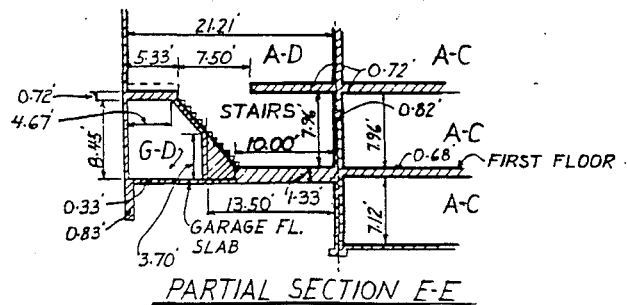 21.21'
5.33'
7.50'
A-D
A-C
0.72'
0.72'
STAIRS
0.82'
4.67'
7.96
7.96'
A-C
8.45'
G-D
10.00'
0.68'
FIRST FLOOR
1.33'
0.33'
13.50'
A-C
0.83'
GARAGE FL.
SLAB
7.12'
3.70'
PARTIAL SECTION E-E